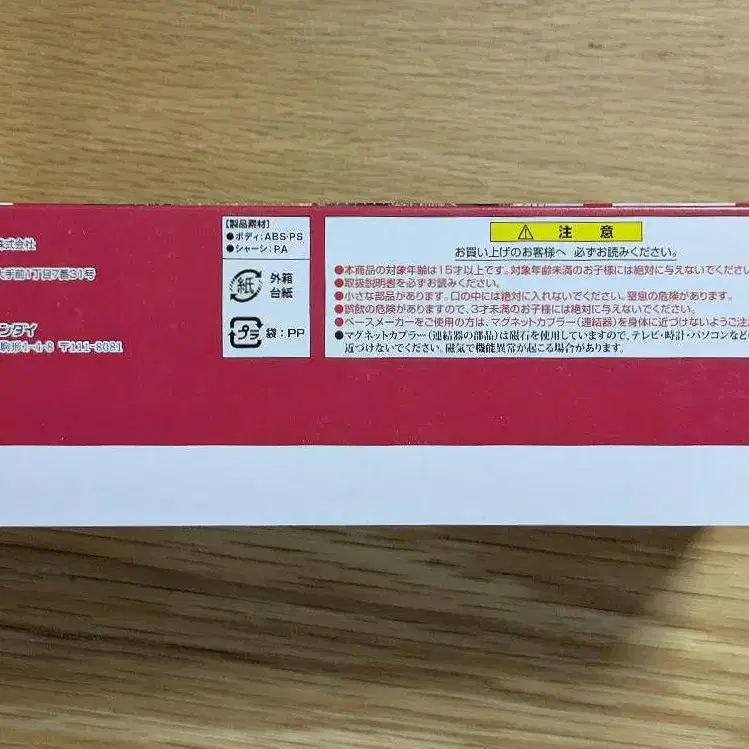 株式会社
大手前1丁目7番31号
ンダイ
駒形1-4-8 〒111-8081
【製品素材】
●ボディ:ABS・PS
●シャーシ:PA
紙
外箱
台紙
プラ
袋:PP
⚠ 注 意
お買い上げのお客様へ 必ずお読みください。
●本商品の対象年齢は15才以上です。対象年齢未満のお子様には絶対に与えないでくださ
●取扱説明書を必ずお読みください。
●小さな部品があります。口の中には絶対に入れないでください。窒息の危険があります。
●誤飲の危険がありますので、3才未満のお子様には絶対に与えないでください。
●ペースメーカーをご使用の方は、マグネットカプラー(連結器)を身体に近づけないようご注
●マグネットカプラー(連結器の部品)は磁石を使用していますので、テレビ・時計・パソコンなど
近づけないでください。磁気で機能異常が起こる場合があります。